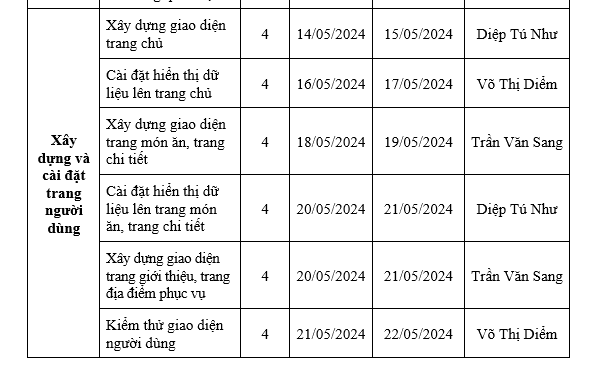 Xây dựng và cài đặt trang người dùng
Xây dựng giao diện
trang chủ
4
14/05/2024
15/05/2024
Diệp Tú Như
Cài đặt hiển thị dữ
liệu lên trang chủ
4
16/05/2024
17/05/2024
Võ Thị Diễm
Xây dựng giao diện
trang món ăn, trang
chi tiết
4
18/05/2024
19/05/2024
Trần Văn Sang
Cài đặt hiển thị dữ
liệu lên trang món
ăn, trang chi tiết
4
20/05/2024
21/05/2024
Diệp Tú Như
Xây dựng giao diện
trang giới thiệu, trang
địa điểm phục vụ
4
20/05/2024
21/05/2024
Trần Văn Sang
Kiểm thử giao diện
người dùng
4
21/05/2024
22/05/2024
Võ Thị Diễm